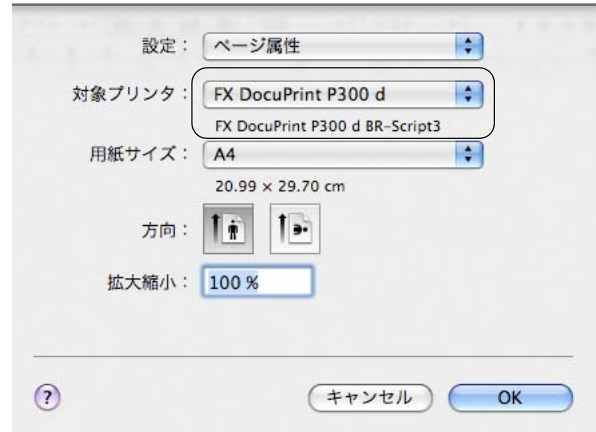 設定： ページ属性
対象プリンタ： FX DocuPrint P300 d
FX DocuPrint P300 d BR-Script3
用紙サイズ： A4
20.99 × 29.70 cm
方向：
拡大縮小： 100 %
? キャンセル OK